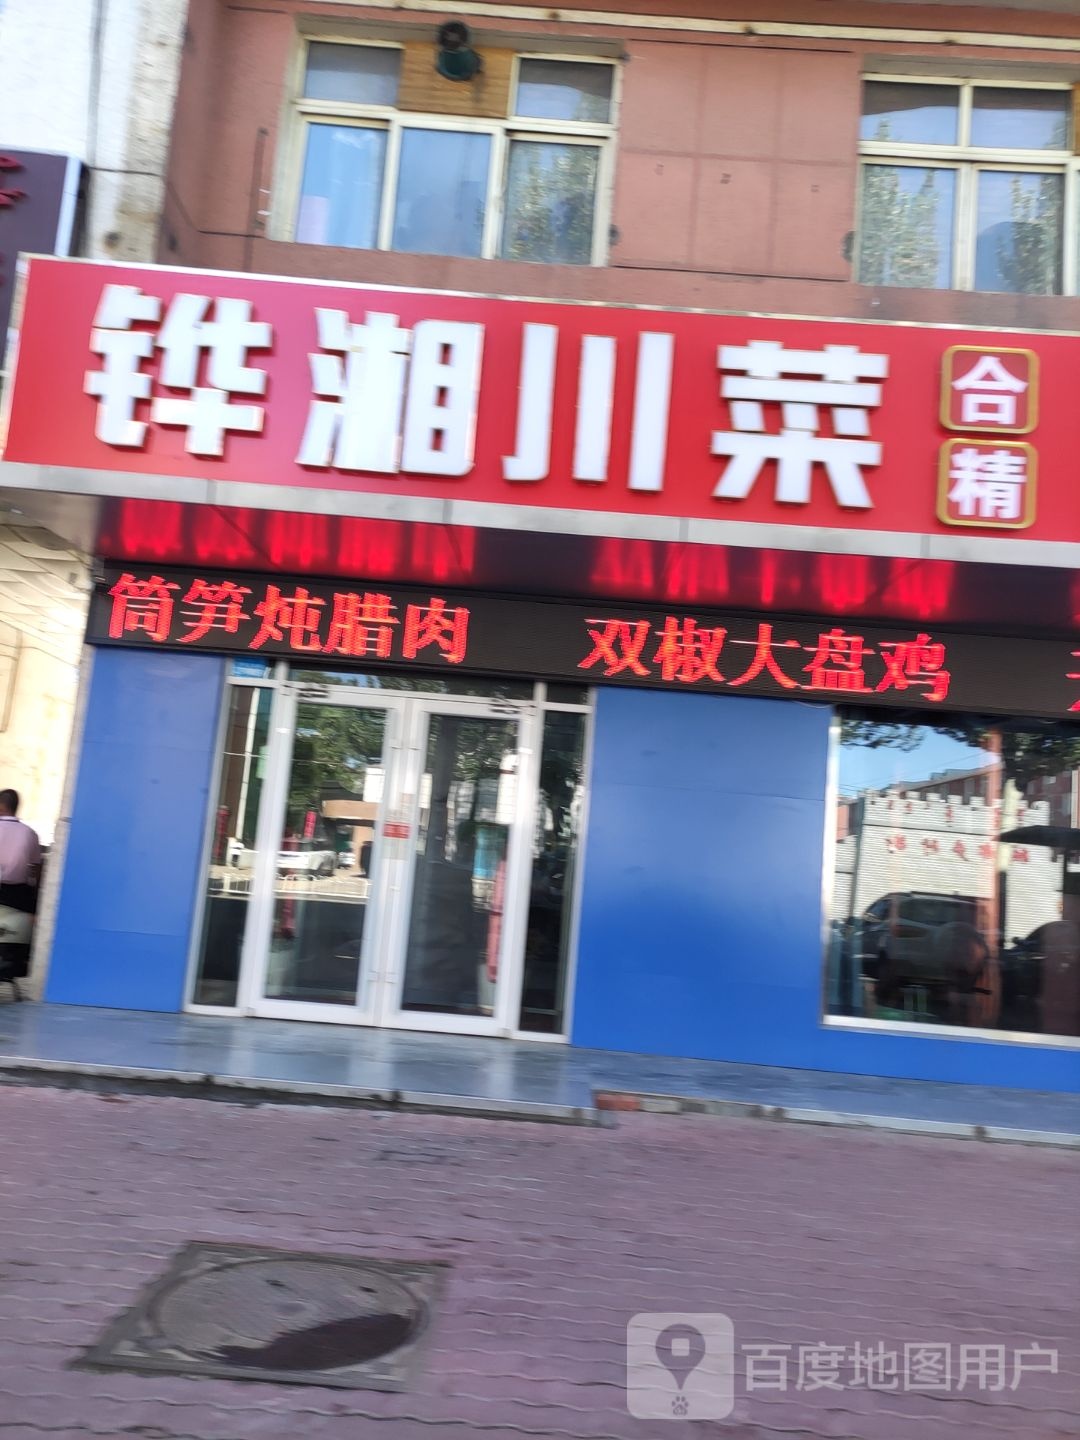 铧湘川菜
合
精
筒笋炖腊肉 双椒大盘鸡
百度地图用户